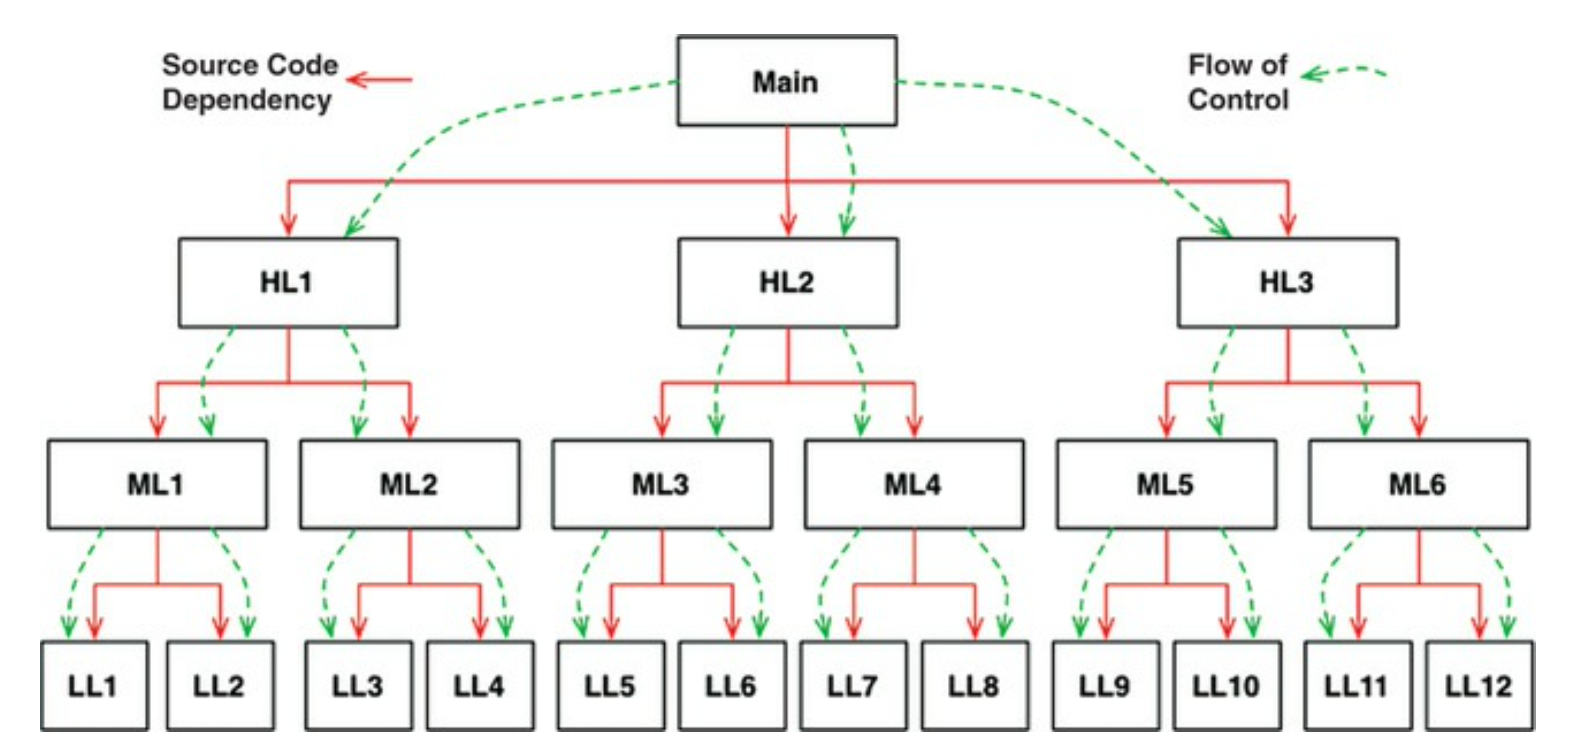 Source Code
Dependency
Main
Flow of
Control
HL1
HL2
HL3
ML1
ML2
ML3
ML4
ML5
ML6
LL1
LL2
LL3
LL4
LL5
LL6
LL7
LL8
LL9
LL10
LL11
LL12